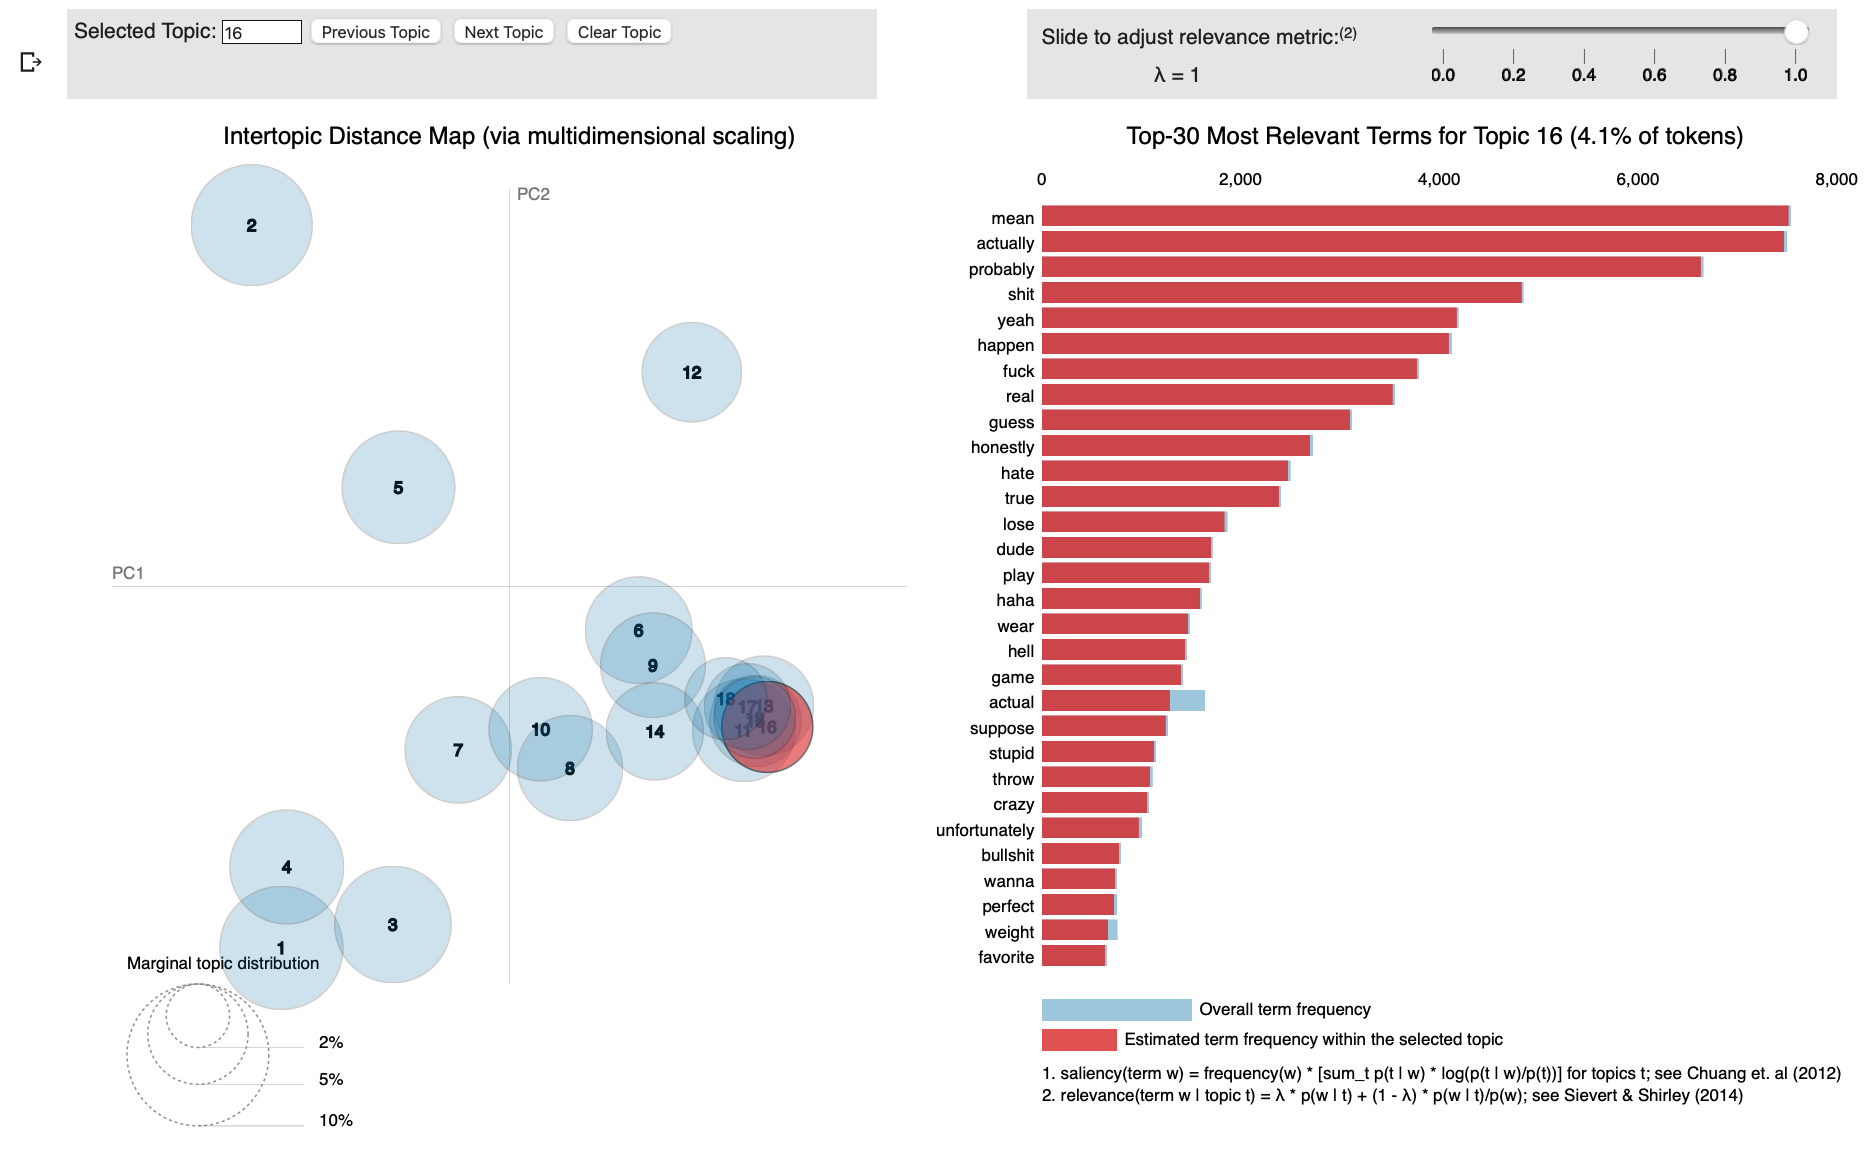 Selected Topic: 16 Previous Topic Next Topic Clear Topic
Slide to adjust relevance metric:(2)
λ = 1
0.0 0.2 0.4 0.6 0.8 1.0
Intertopic Distance Map (via multidimensional scaling)
PC2
PC1
2
12
5
6
9
18
17
13
11
16
14
10
7
8
4
3
1
Marginal topic distribution
2%
5%
10%
Top-30 Most Relevant Terms for Topic 16 (4.1% of tokens)
0 2,000 4,000 6,000 8,000
mean
actually
probably
shit
yeah
happen
fuck
real
guess
honestly
hate
true
lose
dude
play
haha
wear
hell
game
actual
suppose
stupid
throw
crazy
unfortunately
bullshit
wanna
perfect
weight
favorite
Overall term frequency
Estimated term frequency within the selected topic
1. saliency(term w) = frequency(w) * [sum_t p(t | w) * log(p(t | w)/p(t))] for topics t; see Chuang et. al (2012)
2. relevance(term w | topic t) = λ * p(w | t) + (1 - λ) * p(w | t)/p(w); see Sievert & Shirley (2014)